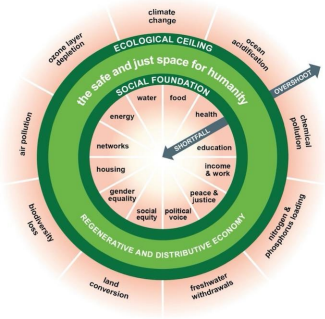 climate
change
ozone layer
depletion
ocean
acidification
ECOLOGICAL CEILING
OVERSHOOT
the safe and just space for humanity
SOCIAL FOUNDATION
water
food
energy
health
SHORTFALL
air pollution
chemical
pollution
networks
education
housing
income
& work
gender
equality
peace &
justice
social
equity
political
voice
biodiversity
loss
nitrogen &
phosphorus loading
REGENERATIVE AND DISTRIBUTIVE ECONOMY
land
conversion
freshwater
withdrawals